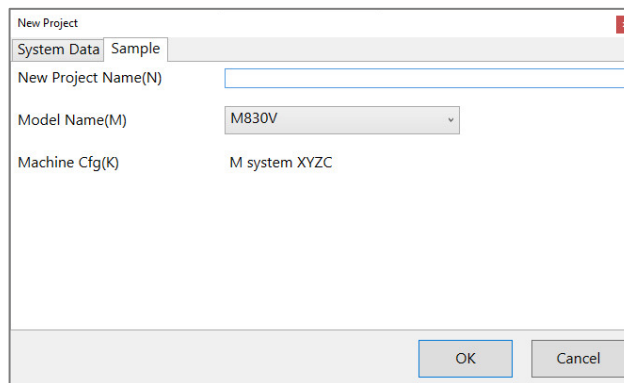 New Project
System Data Sample
New Project Name(N)
Model Name(M) M830V
Machine Cfg(K) M system XYZC
OK Cancel